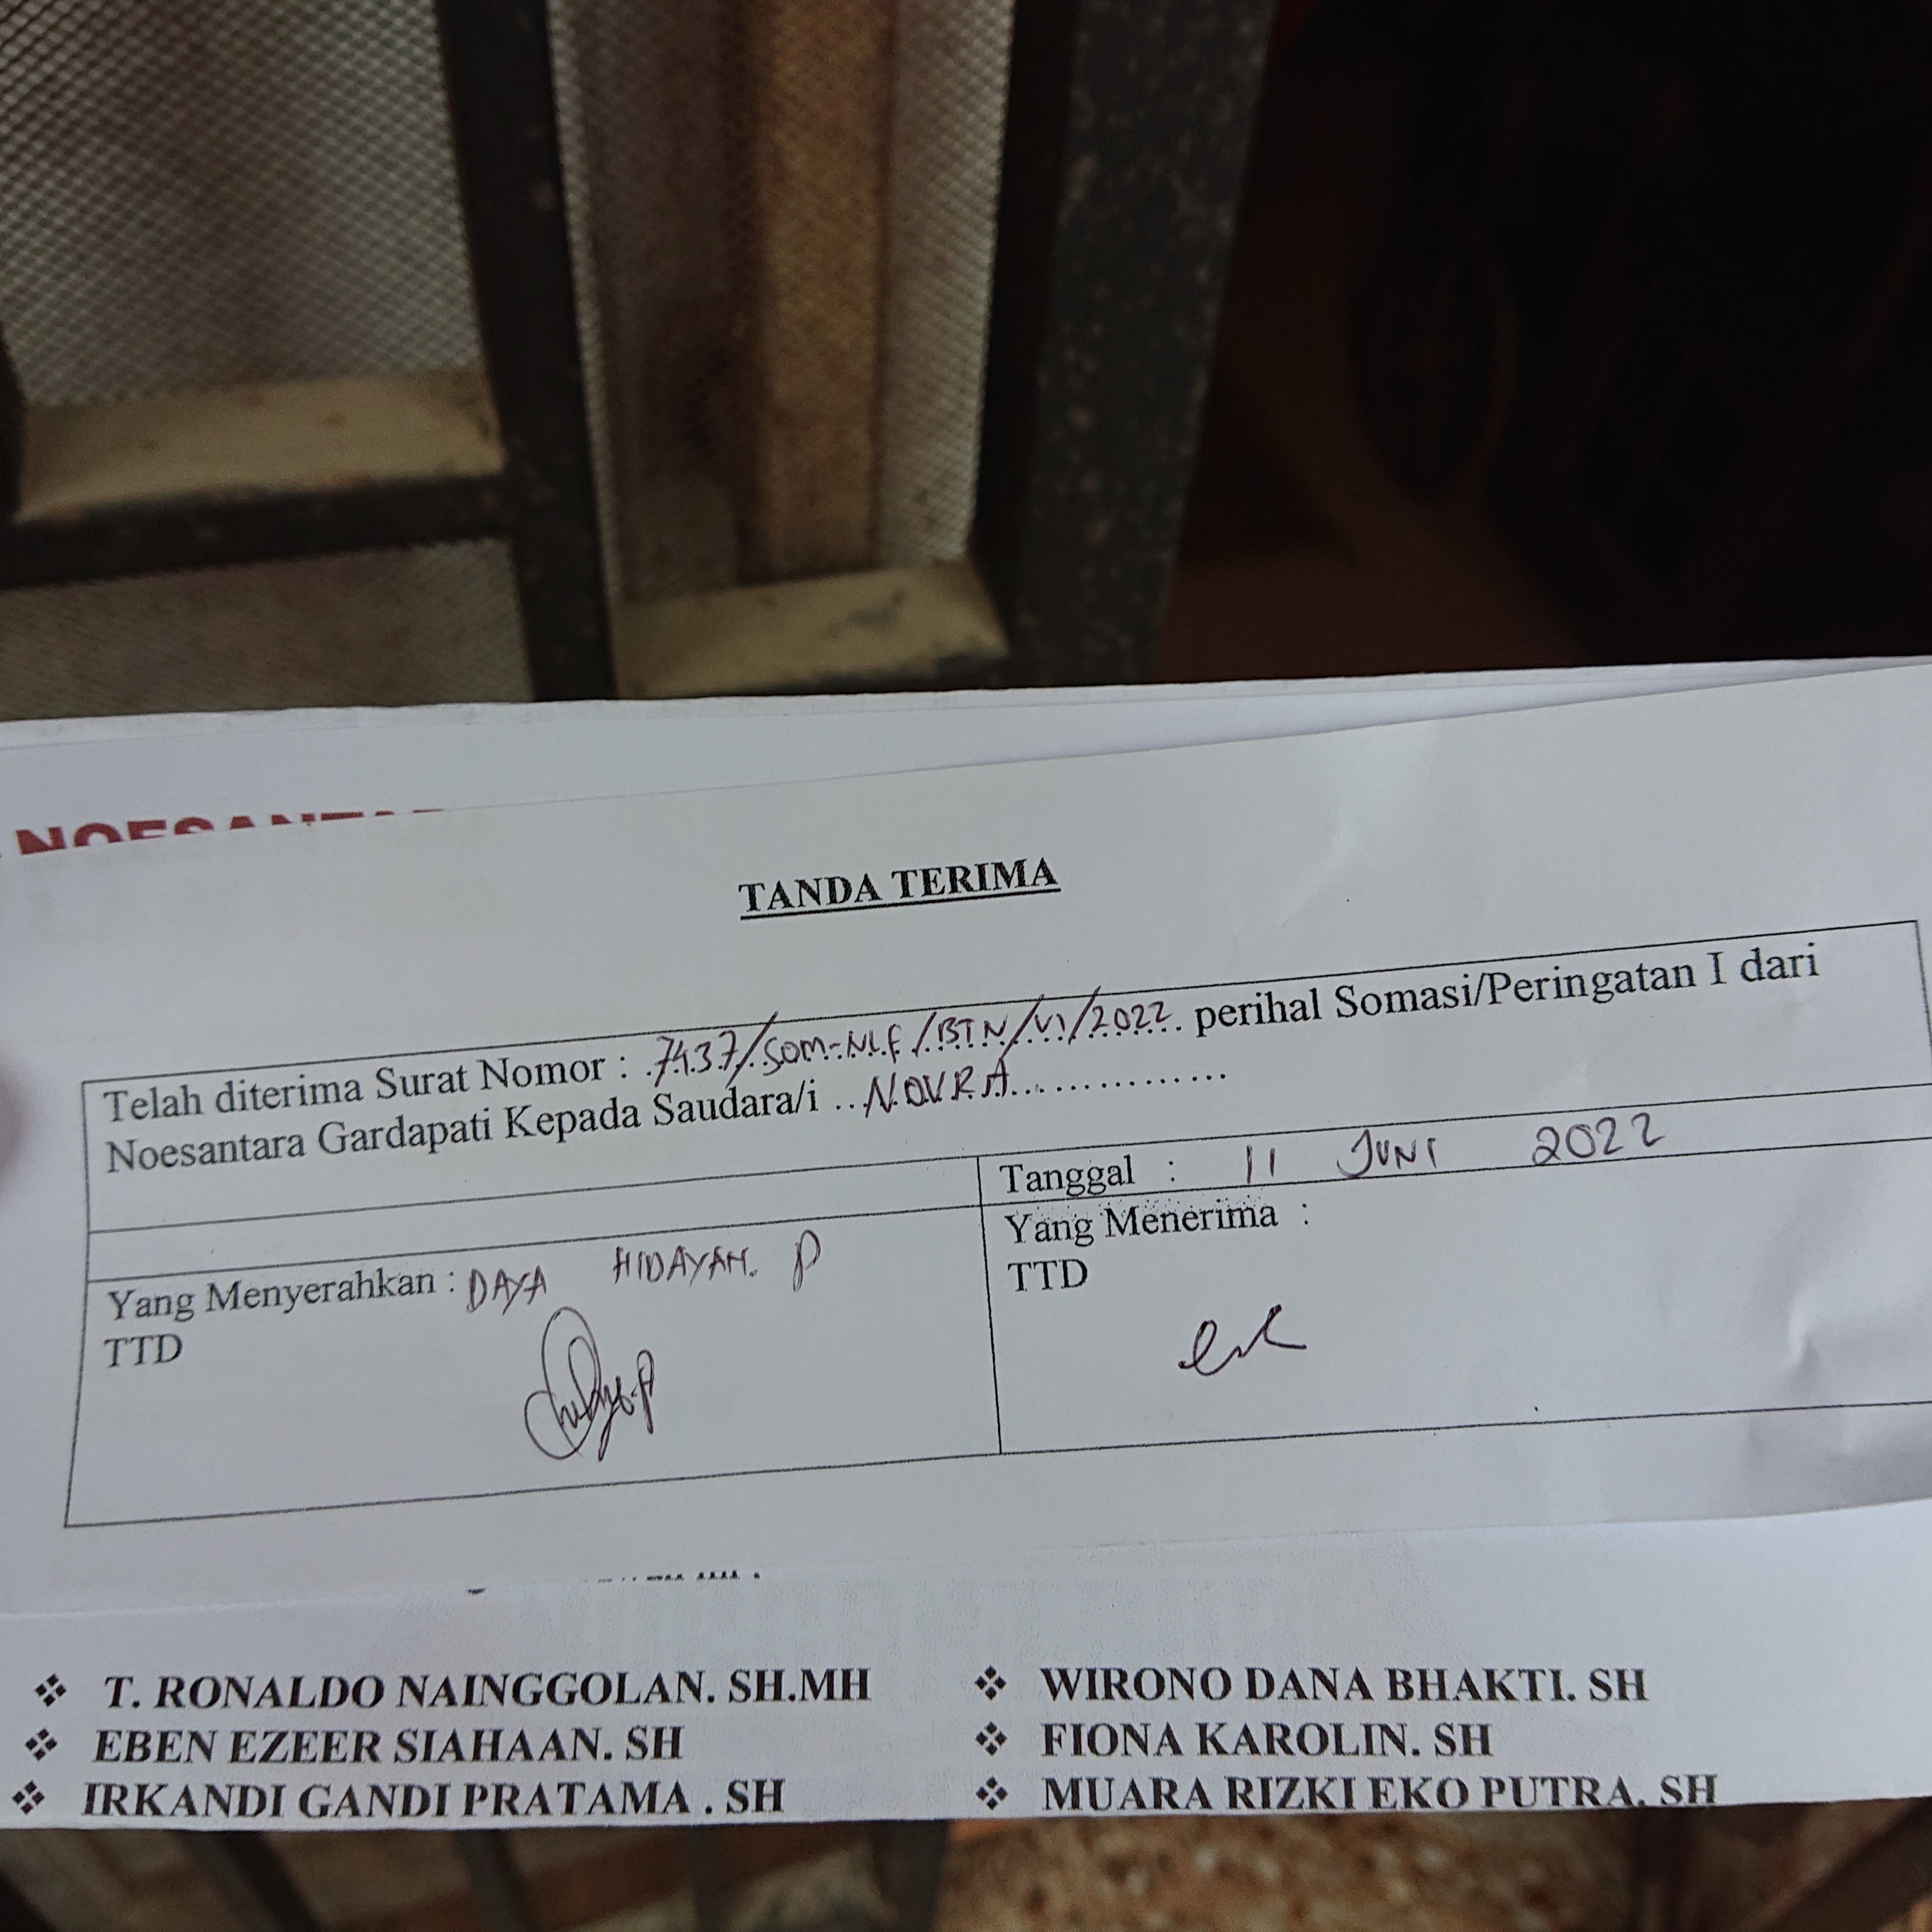 TANDA TERIMA
Telah diterima Surat Nomor : 7437/SOM-NLF/BTN/VI/2022 perihal Somasi/Peringatan I dari
Noesantara Gardapati Kepada Saudara/i ..NOVRA...............
Tanggal : 11 JUNI 2022
Yang Menyerahkan : DAYA HIDAYAH. P
TTD
Yang Menerima :
TTD
❖ T. RONALDO NAINGGOLAN. SH.MH
❖ EBEN EZEER SIAHAAN. SH
❖ IRKANDI GANDI PRATAMA . SH
❖ WIRONO DANA BHAKTI. SH
❖ FIONA KAROLIN. SH
❖ MUARA RIZKI EKO PUTRA. SH